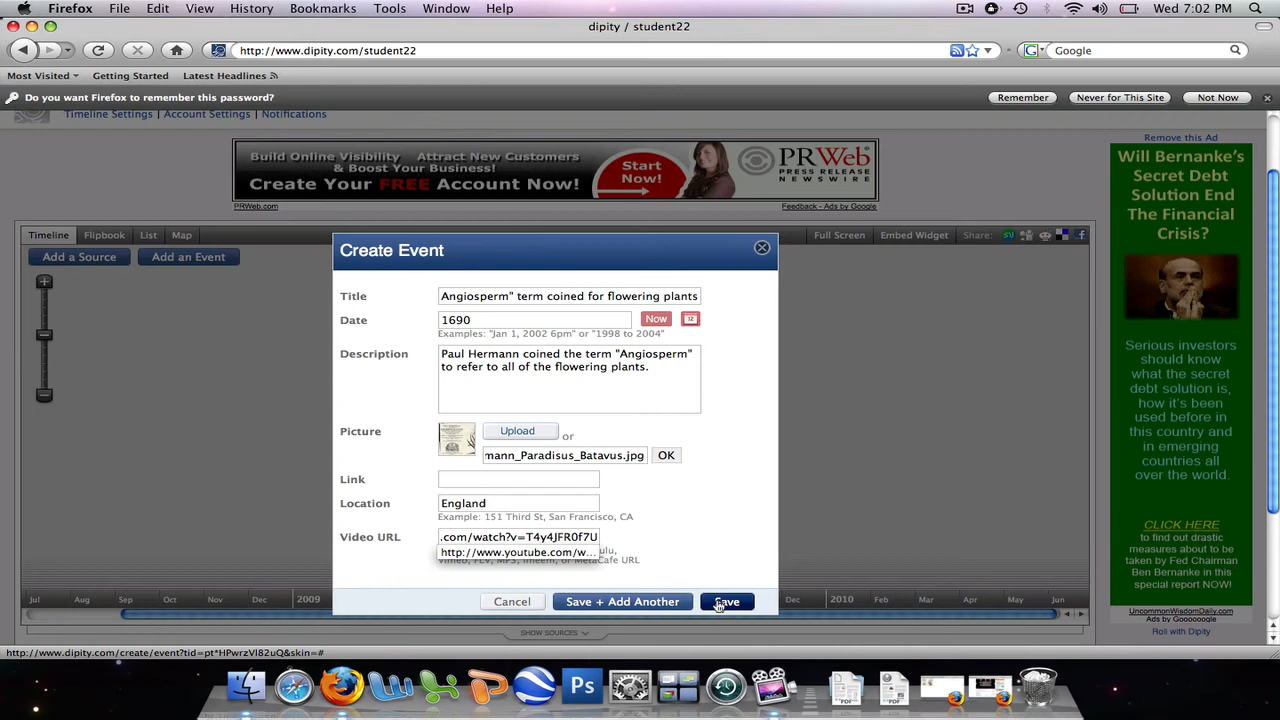 Firefox File Edit View History Bookmarks Tools Window Help Wed 7:02 PM
dipity / student22
http://www.dipity.com/student22 Google
Most Visited Getting Started Latest Headlines
Do you want Firefox to remember this password? Remember Never for This Site Not Now
Timeline Settings | Account Settings | Notifications
Remove this Ad
Build Online Visibility Attract New Customers
& Boost Your Business!
Create Your FREE Account Now!
Start
Now!
PRWeb
PRESS RELEASE
NEWSWIRE
PRWeb.com Feedback - Ads by Google
Will Bernanke's
Secret Debt
Solution End
The Financial
Crisis?
Timeline Flipbook List Map Full Screen Embed Widget Share:
Add a Source Add an Event
Create Event
Title Angiosperm" term coined for flowering plants
Date 1690 Now 12
Examples: "Jan 1, 2002 6pm" or "1998 to 2004"
Description Paul Hermann coined the term "Angiosperm"
to refer to all of the flowering plants.
Picture Upload or
mann_Paradisus_Batavus.jpg OK
Link
Location England
Example: 151 Third St, San Francisco, CA
Video URL .com/watch?v=T4y4JFR0f7U
http://www.youtube.com/w... ulu,
Vimeo, FLV, MP3, Imeem, or MetaCafe URL
Cancel Save + Add Another Save
Serious investors
should know
what the secret
debt solution is,
how it's been
used before in
this country and
in emerging
countries all
over the world.
CLICK HERE
to find out drastic
measures about to be
taken by Fed Chairman
Ben Bernanke in this
special report NOW!
UncommonWisdomDaily.com
Ads by Goooooogle
Roll with Dipity
Jul Aug Sep Oct Nov Dec 2009 Dec 2010 Feb Mar Apr May Jun
SHOW SOURCES
http://www.dipity.com/create/event?tid=pt*HPwrzVl82uQ&skin=#
Ps